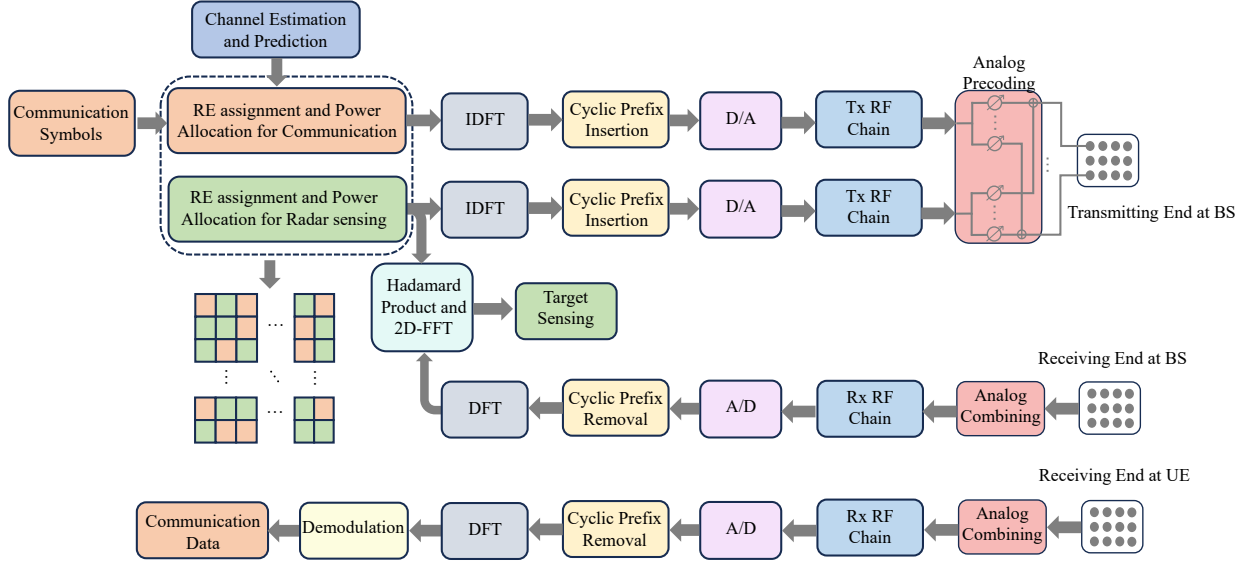 Channel Estimation
and Prediction
Communication
Symbols
RE assignment and Power
Allocation for Communication
IDFT
Cyclic Prefix
Insertion
D/A
Tx RF
Chain
Analog
Precoding
RE assignment and Power
Allocation for Radar sensing
IDFT
Cyclic Prefix
Insertion
D/A
Tx RF
Chain
Transmitting End at BS
Hadamard
Product and
2D-FFT
Target
Sensing
Receiving End at BS
DFT
Cyclic Prefix
Removal
A/D
Rx RF
Chain
Analog
Combining
Receiving End at UE
Communication
Data
Demodulation
DFT
Cyclic Prefix
Removal
A/D
Rx RF
Chain
Analog
Combining